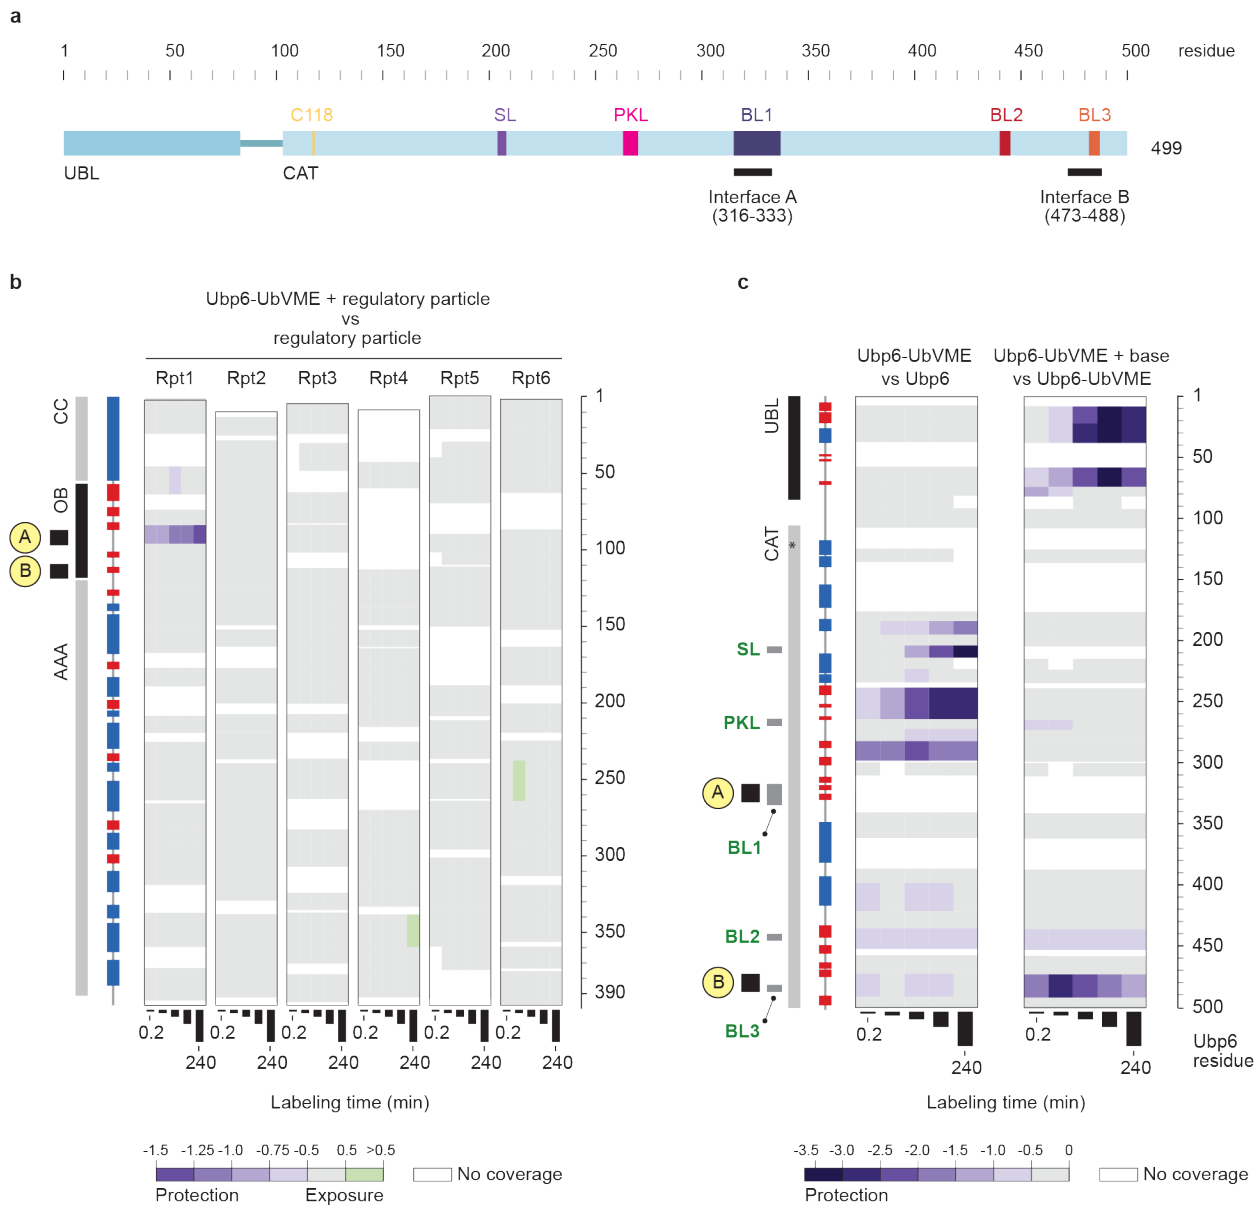 a
1 50 100 150 200 250 300 350 400 450 500 residue
C118 SL PKL BL1 BL2 BL3
499
UBL CAT
Interface A
(316-333)
Interface B
(473-488)
b
Ubp6-UbVME + regulatory particle
vs
regulatory particle
Rpt1 Rpt2 Rpt3 Rpt4 Rpt5 Rpt6
CC
OB
AAA
A
B
1
50
100
150
200
250
300
350
390
0.2 0.2 0.2 0.2 0.2 0.2
240 240 240 240 240 240
Labeling time (min)
-1.5 -1.25 -1.0 -0.75 -0.5 0.5 >0.5
Protection Exposure
No coverage
c
Ubp6-UbVME
vs Ubp6
Ubp6-UbVME + base
vs Ubp6-UbVME
UBL
CAT
*
SL
PKL
A
BL1
BL2
B
BL3
1
50
100
150
200
250
300
350
400
450
500
Ubp6
residue
0.2 0.2
240 240
Labeling time (min)
-3.5 -3.0 -2.5 -2.0 -1.5 -1.0 -0.5 0
Protection
No coverage